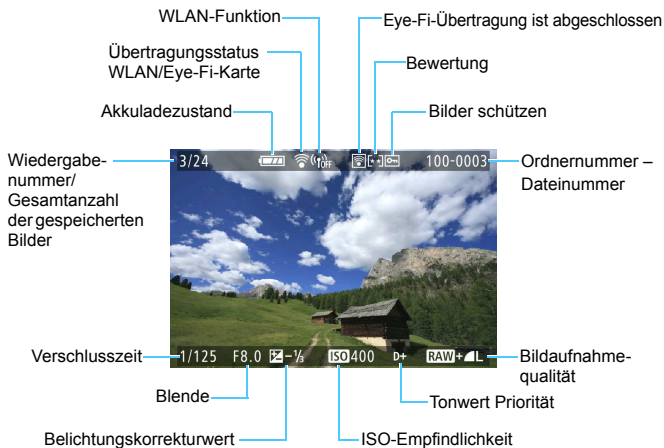 WLAN-Funktion
Eye-Fi-Übertragung ist abgeschlossen
Übertragungsstatus
WLAN/Eye-Fi-Karte
Bewertung
Akkuladezustand
Bilder schützen
Wiedergabe-
nummer/
Gesamtanzahl
der gespeicherten
Bilder
3/24
OFF
100-0003
Ordnernummer –
Dateinummer
Verschlusszeit
1/125 F8.0 -⅓ ISO 400 D+ RAW+L
Bildaufnahme-
qualität
Blende
Tonwert Priorität
Belichtungskorrekturwert
ISO-Empfindlichkeit